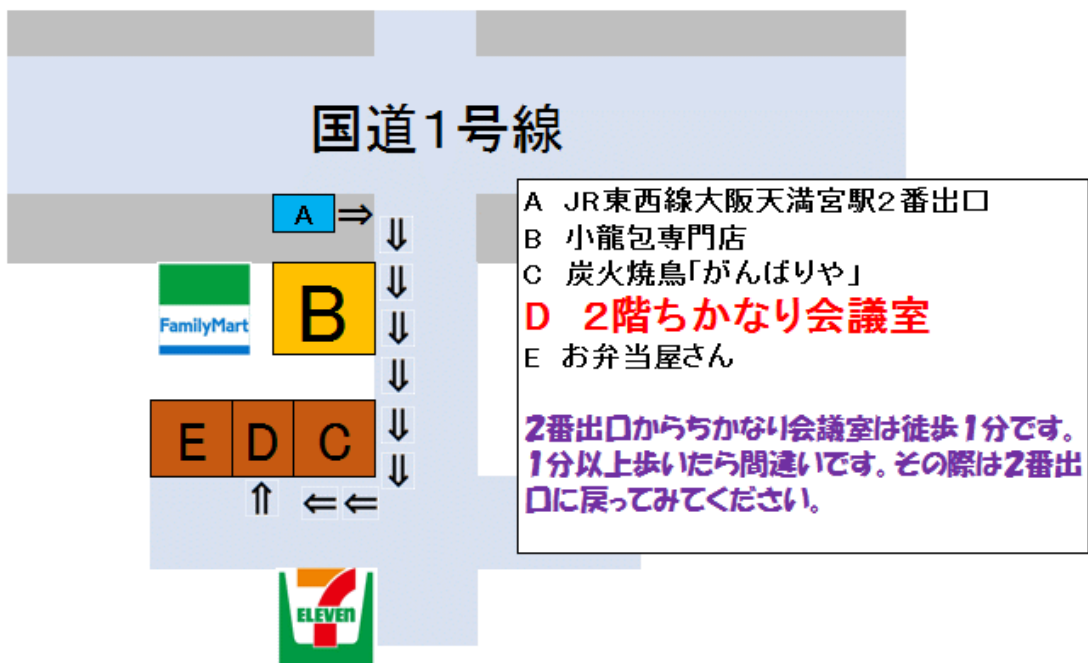 国道1号線
A ⇒
⇓
⇓
⇓
⇓
⇓
⇓
FamilyMart
B
E D C
⇑ ⇐⇐
ELEVEN
A JR東西線大阪天満宮駅2番出口
B 小龍包専門店
C 炭火焼鳥「がんばりや」
D 2階ちかなり会議室
E お弁当屋さん
2番出口からちかなり会議室は徒歩1分です。
1分以上歩いたら間違いです。その際は2番出
口に戻ってみてください。